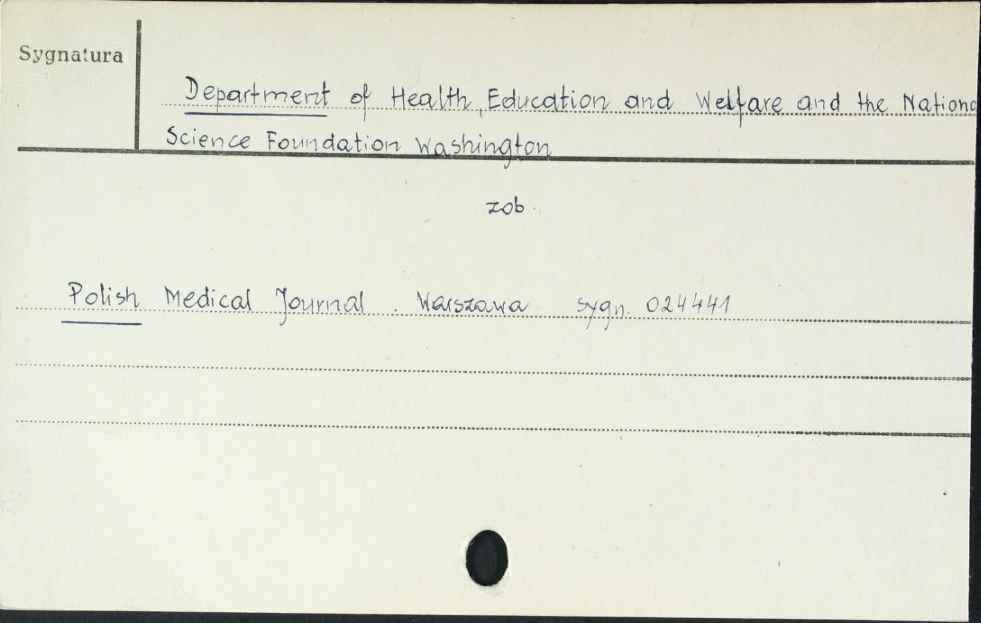 Sygnatura
Department of Health, Education and Welfare and the Nationa
Science Foundation Washington
zob.
Polish Medical Journal. Warszawa sygn. 024441